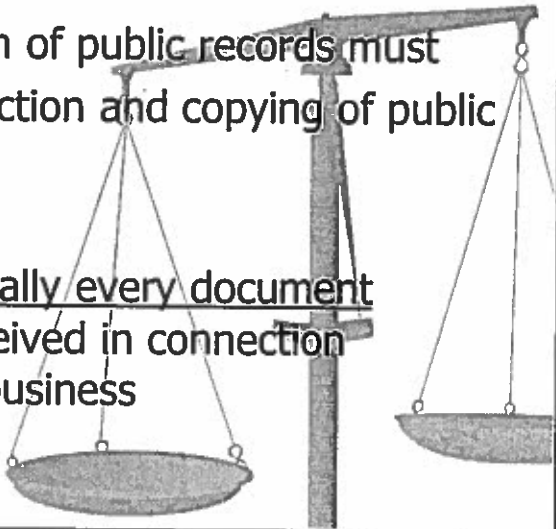 n of public records must
ction and copying of public
ally every document
eived in connection
usiness